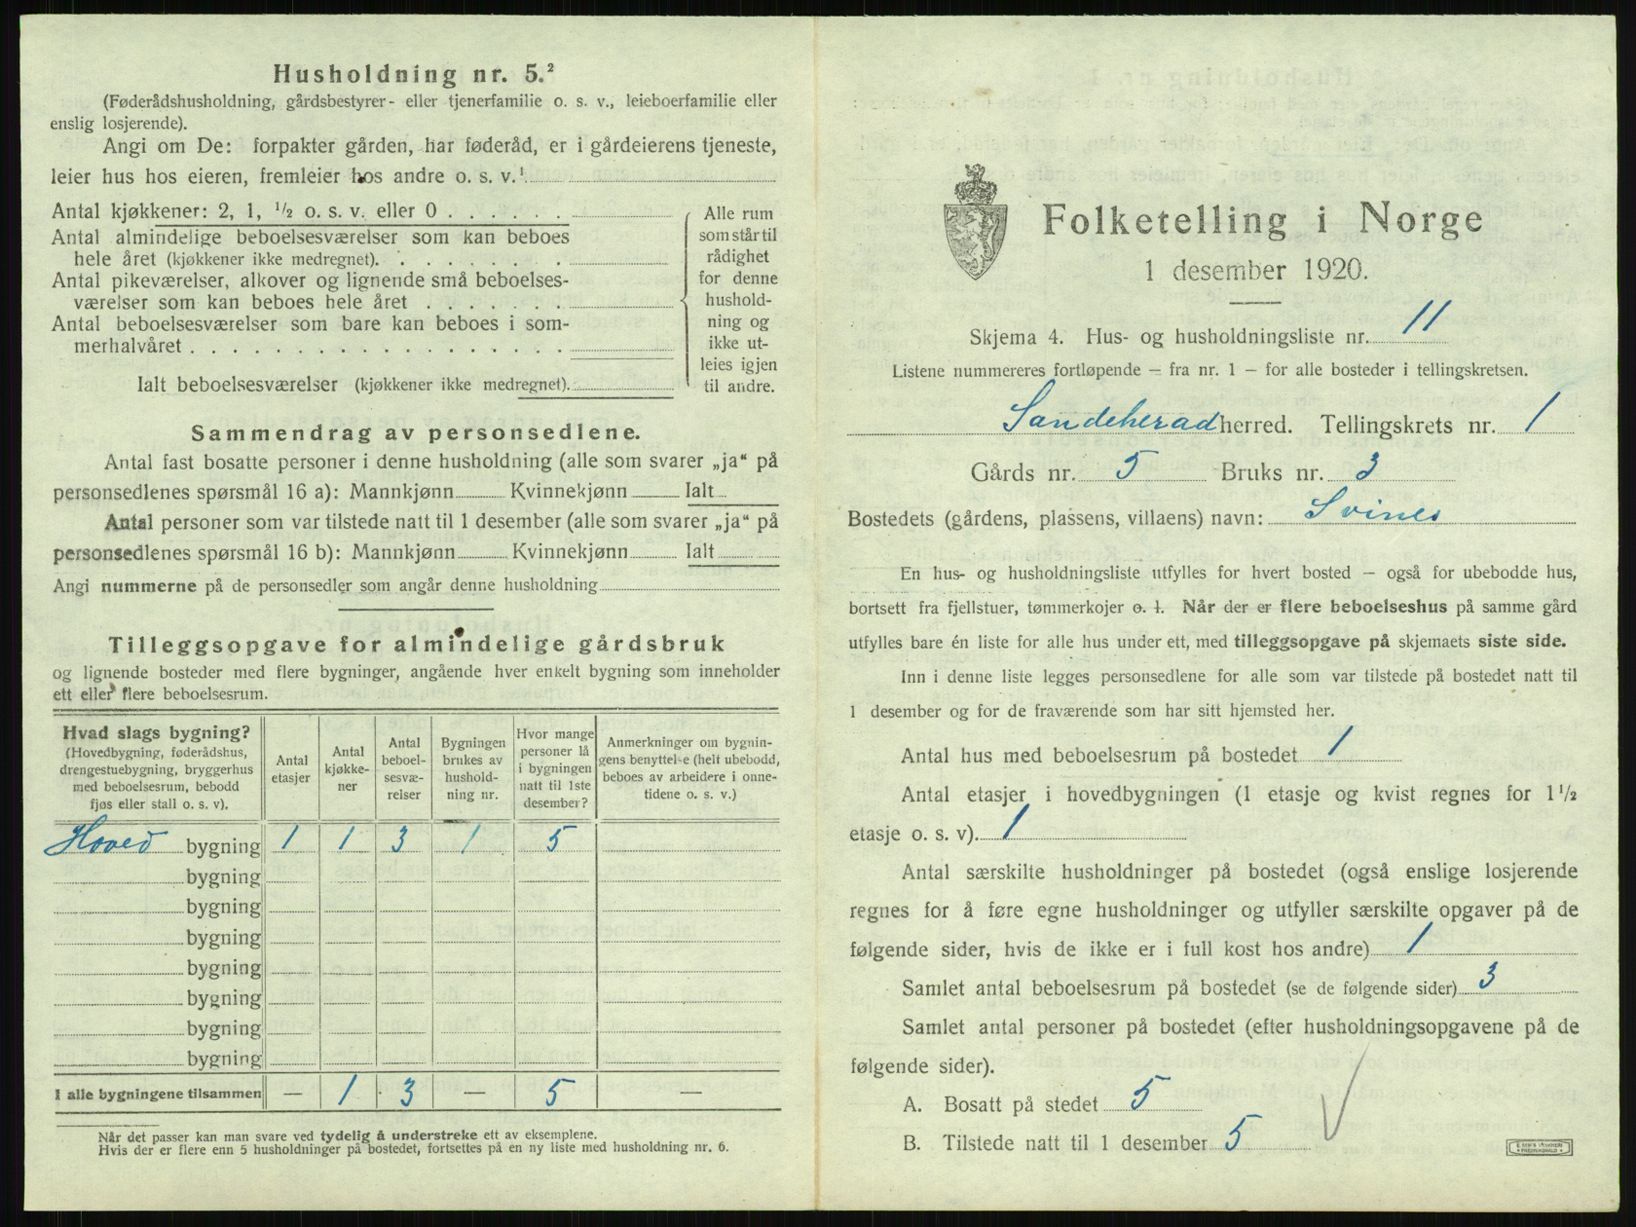 Husholdning nr. 5.²
(Føderådshusholdning, gårdsbestyrer- eller tjenerfamilie o. s. v., leieboerfamilie eller
enslig losjerende).
Angi om De: forpakter gården, har føderåd, er i gårdeierens tjeneste,
leier hus hos eieren, fremleier hos andre o. s. v.¹
Antal kjøkkener: 2, 1, ½ o. s. v. eller 0 . . . . . .
Antal almindelige beboelsesværelser som kan beboes
hele året (kjøkkener ikke medregnet). . . . . . . .
Antal pikeværelser, alkover og lignende små beboelses-
værelser som kan beboes hele året . . . . . . .
Antal beboelsesværelser som bare kan beboes i som-
merhalvåret . . . . . . . . . . . . . . . . . .
Ialt beboelsesværelser (kjøkkener ikke medregnet).
Alle rum
som står til
rådighet
for denne
hushold-
ning og
ikke ut-
leies igjen
til andre.
Sammendrag av personsedlene.
Antal fast bosatte personer i denne husholdning (alle som svarer „ja“ på
personsedlenes spørsmål 16 a): Mannkjønn Kvinnekjønn Ialt
Antal personer som var tilstede natt til 1 desember (alle som svarer „ja“ på
personsedlenes spørsmål 16 b): Mannkjønn Kvinnekjønn Ialt
Angi nummerne på de personsedler som angår denne husholdning
Tilleggsopgave for almindelige gårdsbruk
og lignende bosteder med flere bygninger, angående hver enkelt bygning som inneholder
ett eller flere beboelsesrum.
Hvad slags bygning?
(Hovedbygning, føderådshus,
drengestuebygning, bryggerhus
med beboelsesrum, bebodd
fjøs eller stall o. s. v).
Antal
etasjer
Antal
kjøkke-
ner
Antal
beboel-
sesvæ-
relser
Bygningen
brukes av
hushold-
ning nr.
Hvor mange
personer lå
i bygningen
natt til 1ste
desember?
Anmerkninger om bygnin-
gens benyttelse (helt ubebodd,
beboes av arbeidere i onne-
tidene o. s. v.)
Hoved bygning 1 1 3 1 5
bygning
bygning
bygning
bygning
bygning
bygning
bygning
I alle bygningene tilsammen — 1 3 — 5 —
Når det passer kan man svare ved tydelig å understreke ett av eksemplene.
Hvis der er flere enn 5 husholdninger på bostedet, fortsettes på en ny liste med husholdning nr. 6.
Folketelling i Norge
1 desember 1920.
Skjema 4. Hus- og husholdningsliste nr. 11
Listene nummereres fortløpende — fra nr. 1 — for alle bosteder i tellingskretsen.
Sandeherad herred. Tellingskrets nr. 1
Gårds nr. 5 Bruks nr. 3
Bostedets (gårdens, plassens, villaens) navn: Svines
En hus- og husholdningsliste utfylles for hvert bosted — også for ubebodde hus,
bortsett fra fjellstuer, tømmerkojer o. l. Når der er flere beboelseshus på samme gård
utfylles bare én liste for alle hus under ett, med tilleggsopgave på skjemaets siste side.
Inn i denne liste legges personsedlene for alle som var tilstede på bostedet natt til
1 desember og for de fraværende som har sitt hjemsted her.
Antal hus med beboelsesrum på bostedet 1
Antal etasjer i hovedbygningen (1 etasje og kvist regnes for 1½
etasje o. s. v). 1
Antal særskilte husholdninger på bostedet (også enslige losjerende
regnes for å føre egne husholdninger og utfyller særskilte opgaver på de
følgende sider, hvis de ikke er i full kost hos andre) 1
Samlet antal beboelsesrum på bostedet (se de følgende sider) 3
Samlet antal personer på bostedet (efter husholdningsopgavene på de
følgende sider).
A. Bosatt på stedet 5
B. Tilstede natt til 1 desember 5